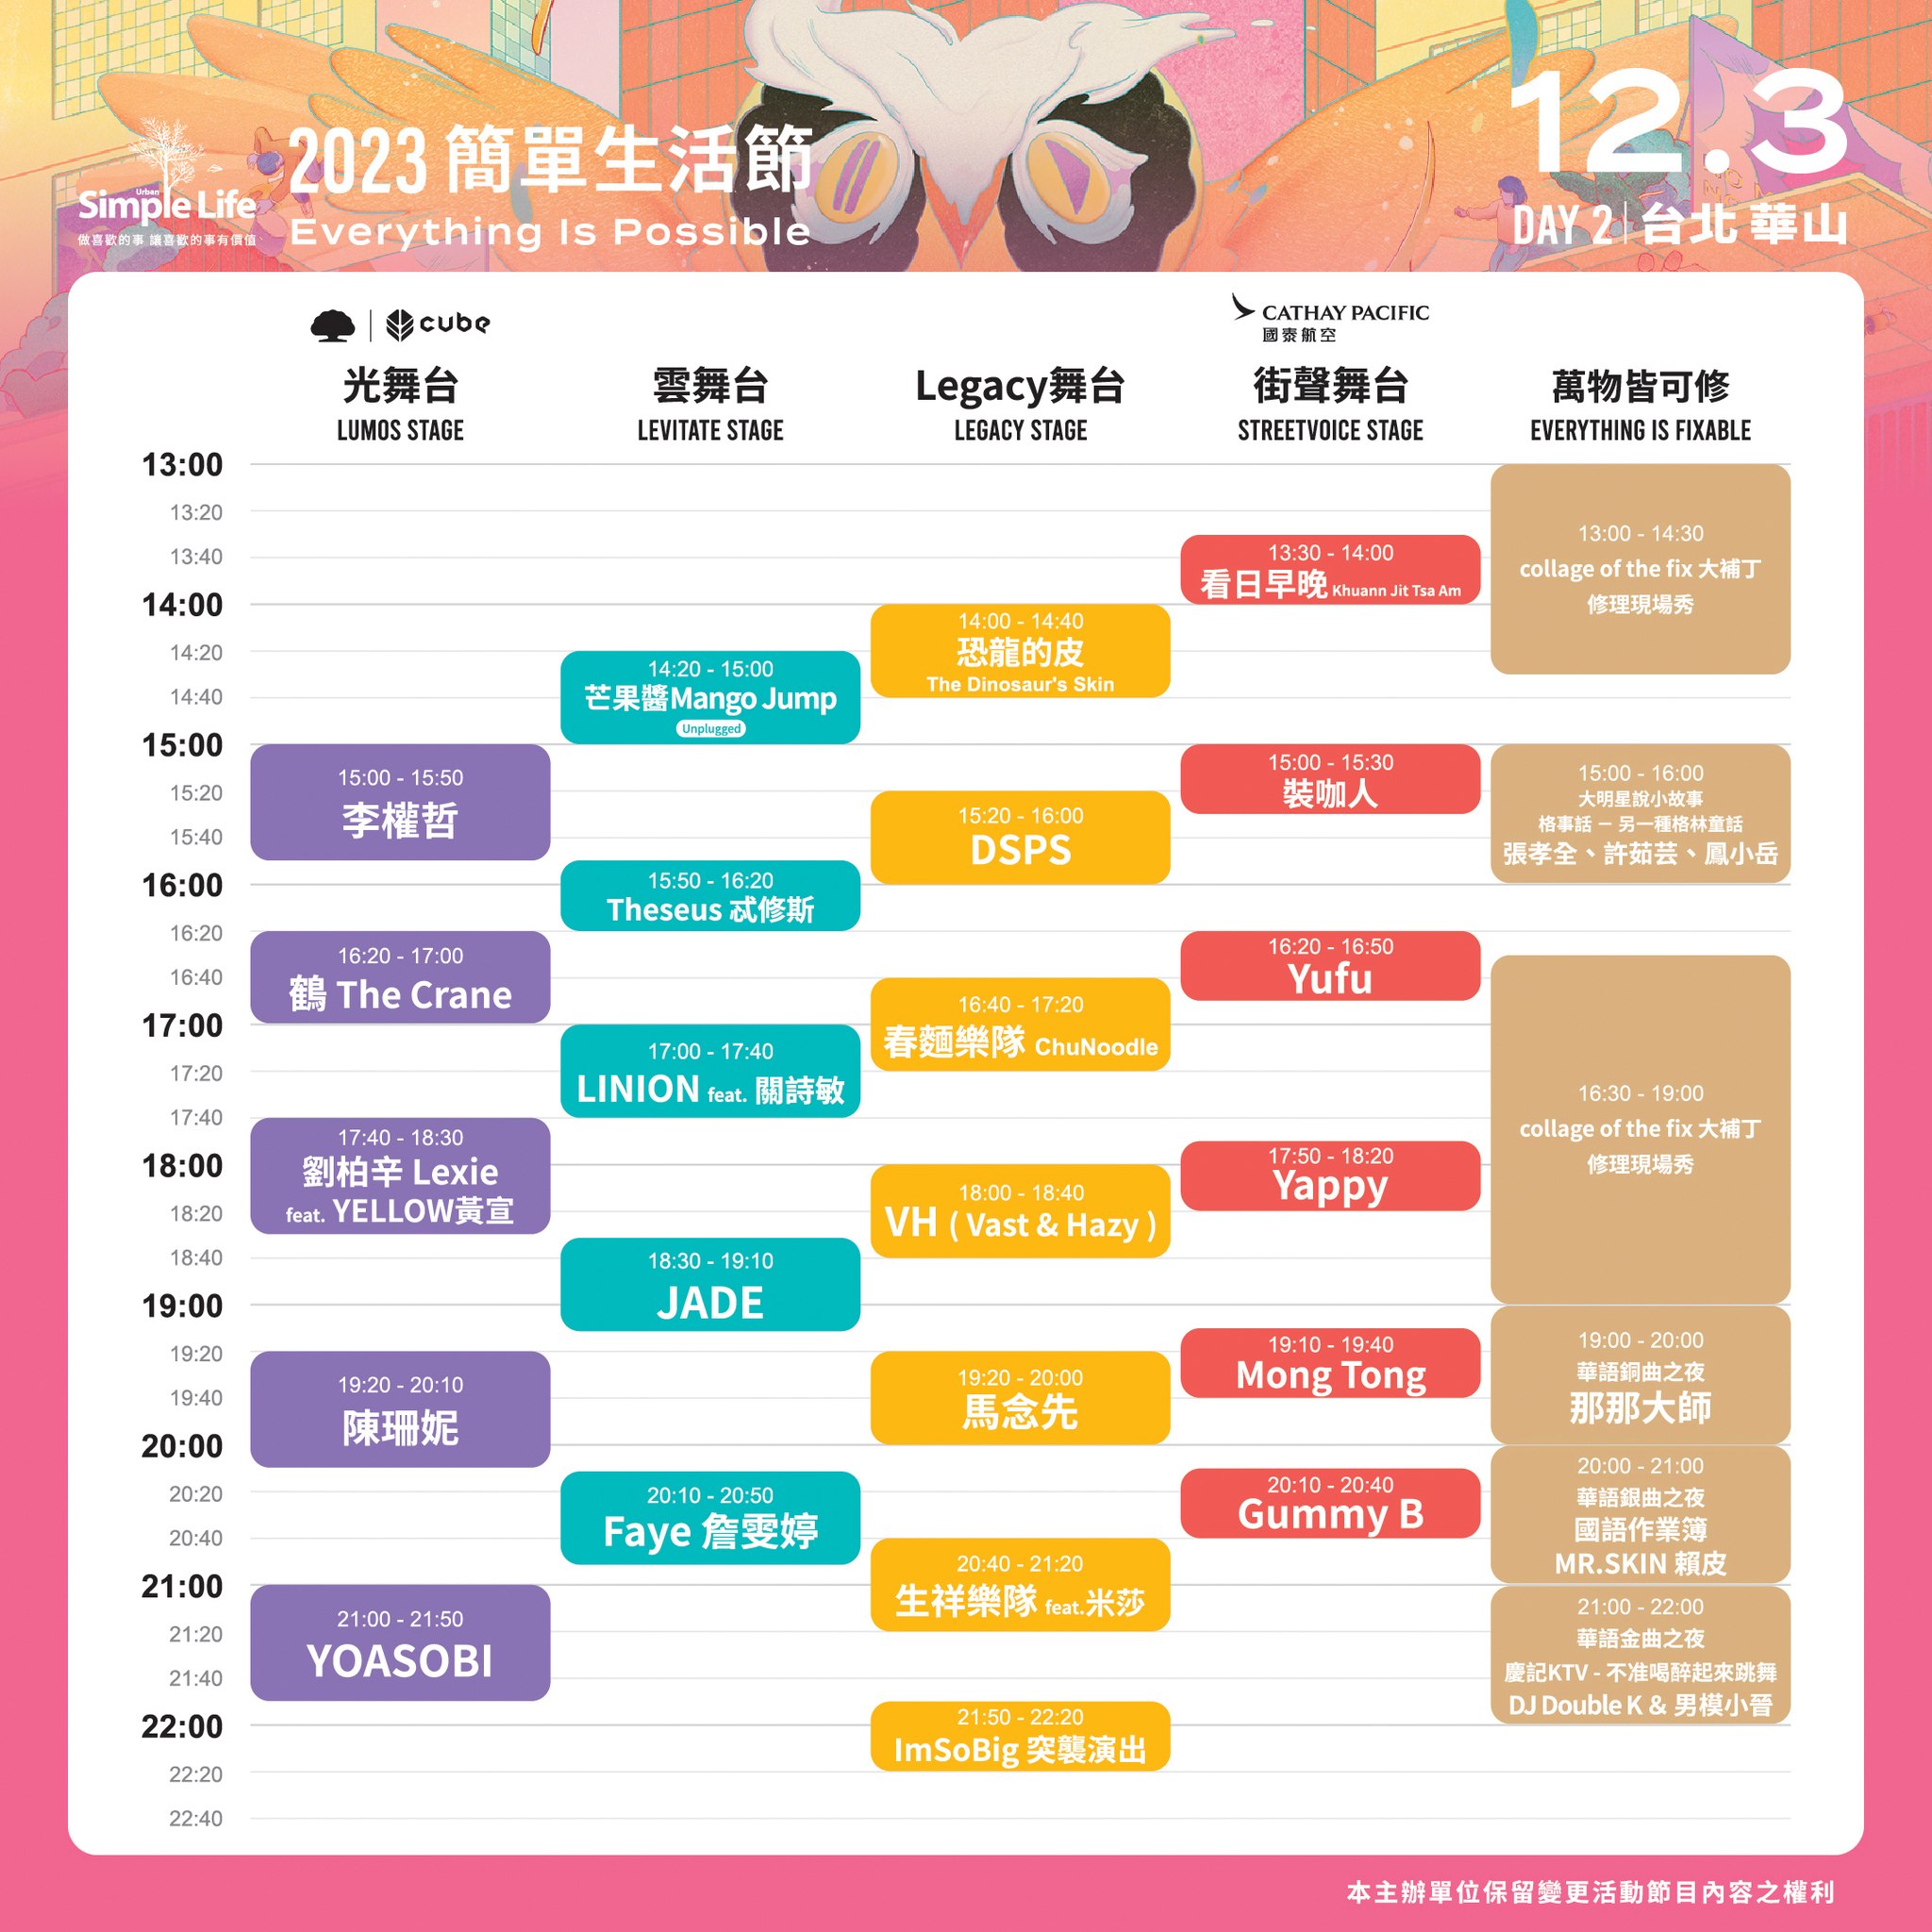 Urban
Simple Life
做喜歡的事 讓喜歡的事有價值
2023 簡單生活節
Everything Is Possible
12.3
DAY 2 | 台北 華山
cube
CATHAY PACIFIC
國泰航空
光舞台
LUMOS STAGE
雲舞台
LEVITATE STAGE
Legacy舞台
LEGACY STAGE
街聲舞台
STREETVOICE STAGE
萬物皆可修
EVERYTHING IS FIXABLE
13:00
13:20
13:40
14:00
14:20
14:40
15:00
15:20
15:40
16:00
16:20
16:40
17:00
17:20
17:40
18:00
18:20
18:40
19:00
19:20
19:40
20:00
20:20
20:40
21:00
21:20
21:40
22:00
22:20
22:40
15:00 - 15:50
李權哲
16:20 - 17:00
鶴 The Crane
17:40 - 18:30
劉柏辛 Lexie
feat. YELLOW黃宣
19:20 - 20:10
陳珊妮
21:00 - 21:50
YOASOBI
14:20 - 15:00
芒果醬Mango Jump
Unplugged
15:50 - 16:20
Theseus 忒修斯
17:00 - 17:40
LINION feat. 關詩敏
18:30 - 19:10
JADE
20:10 - 20:50
Faye 詹雯婷
14:00 - 14:40
恐龍的皮
The Dinosaur's Skin
15:20 - 16:00
DSPS
16:40 - 17:20
春麵樂隊 ChuNoodle
18:00 - 18:40
VH ( Vast & Hazy )
19:20 - 20:00
馬念先
20:40 - 21:20
生祥樂隊 feat.米莎
21:50 - 22:20
ImSoBig 突襲演出
13:30 - 14:00
看日早晚 Khuann Jit Tsa Am
15:00 - 15:30
裝咖人
16:20 - 16:50
Yufu
17:50 - 18:20
Yappy
19:10 - 19:40
Mong Tong
20:10 - 20:40
Gummy B
13:00 - 14:30
collage of the fix 大補丁
修理現場秀
15:00 - 16:00
大明星說小故事
格事話 － 另一種格林童話
張孝全、許茹芸、鳳小岳
16:30 - 19:00
collage of the fix 大補丁
修理現場秀
19:00 - 20:00
華語銅曲之夜
那那大師
20:00 - 21:00
華語銀曲之夜
國語作業簿
MR.SKIN 賴皮
21:00 - 22:00
華語金曲之夜
慶記KTV - 不准喝醉起來跳舞
DJ Double K & 男模小晉
本主辦單位保留變更活動節目內容之權利